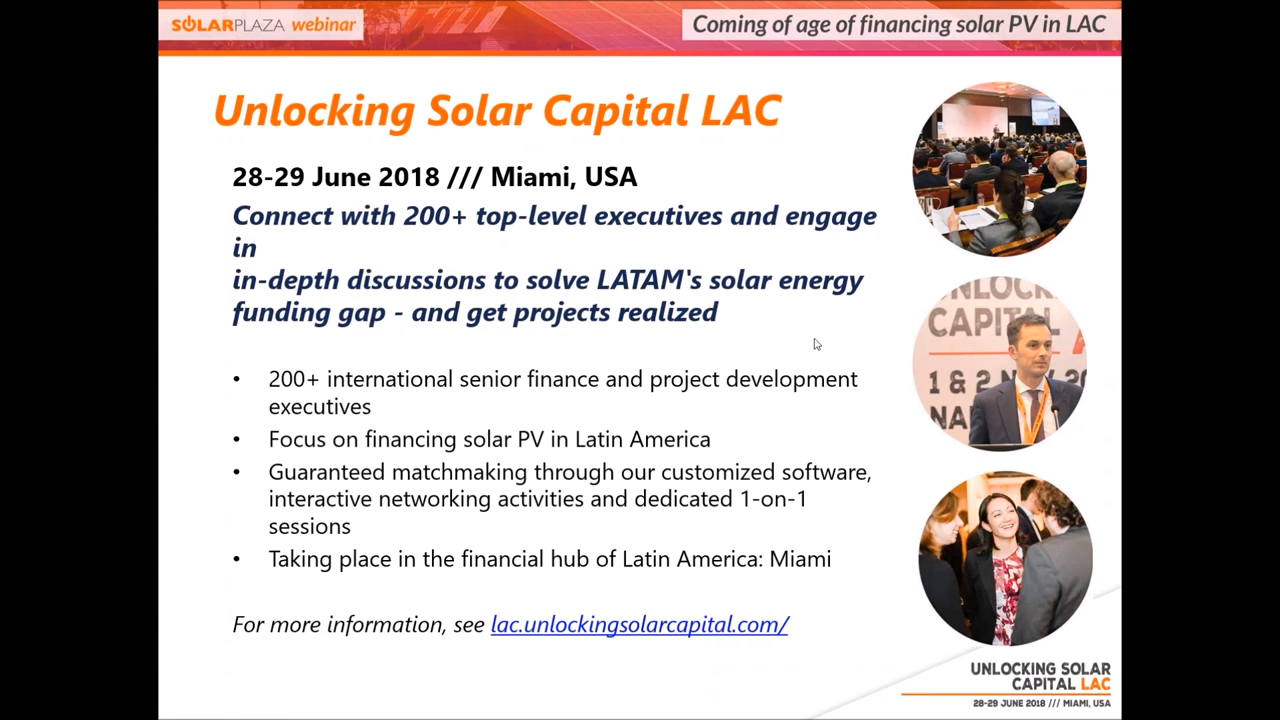 SOLARPLAZA webinar
Coming of age of financing solar PV in LAC
Unlocking Solar Capital LAC
28-29 June 2018 /// Miami, USA
Connect with 200+ top-level executives and engage
in
in-depth discussions to solve LATAM's solar energy
funding gap - and get projects realized
• 200+ international senior finance and project development
executives
• Focus on financing solar PV in Latin America
• Guaranteed matchmaking through our customized software,
interactive networking activities and dedicated 1-on-1
sessions
• Taking place in the financial hub of Latin America: Miami
For more information, see lac.unlockingsolarcapital.com/
CAPITAL
1 & 2
UNLOCKING SOLAR
CAPITAL LAC
28-29 JUNE 2018 /// MIAMI, USA